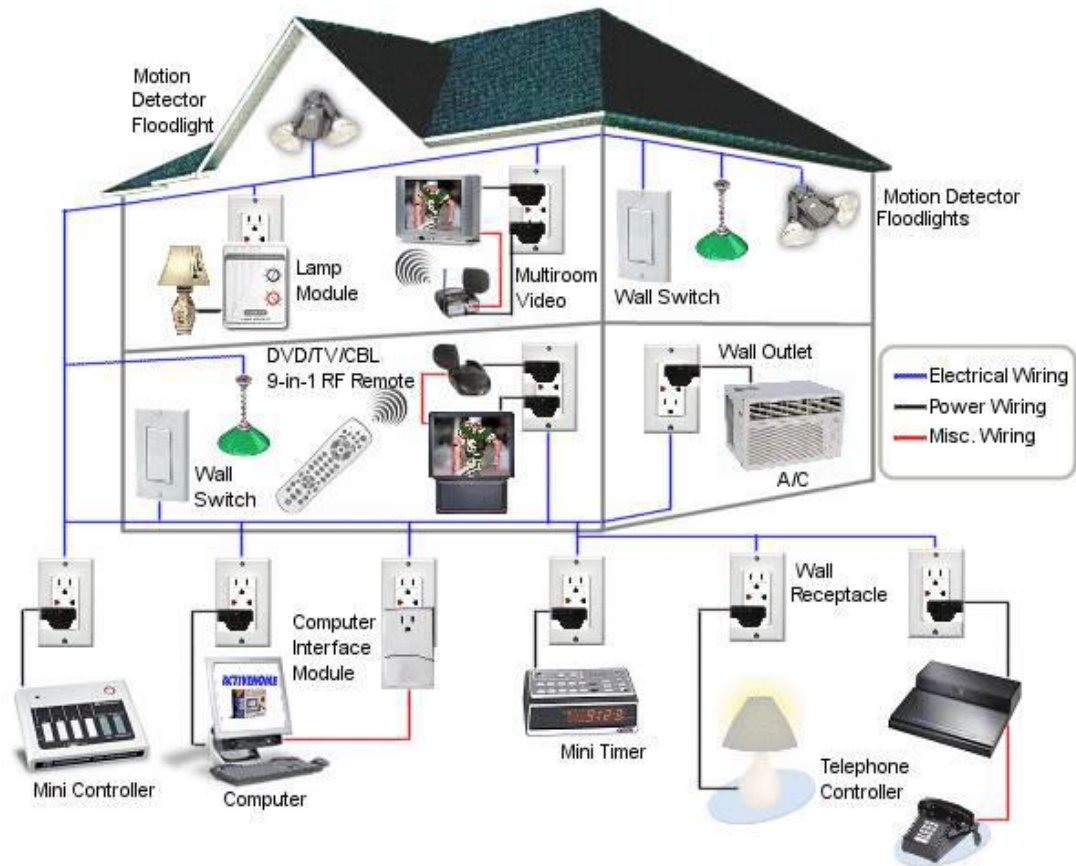 Motion
Detector
Floodlight
Motion Detector
Floodlights
Lamp
Module
Multiroom
Video
Wall Switch
DVD/TV/CBL
9-in-1 RF Remote
Wall Outlet
Electrical Wiring
Power Wiring
Misc. Wiring
Wall
Switch
A/C
Computer
Interface
Module
Wall
Receptacle
ACTIVEHOME
Mini Controller
Computer
Mini Timer
Telephone
Controller